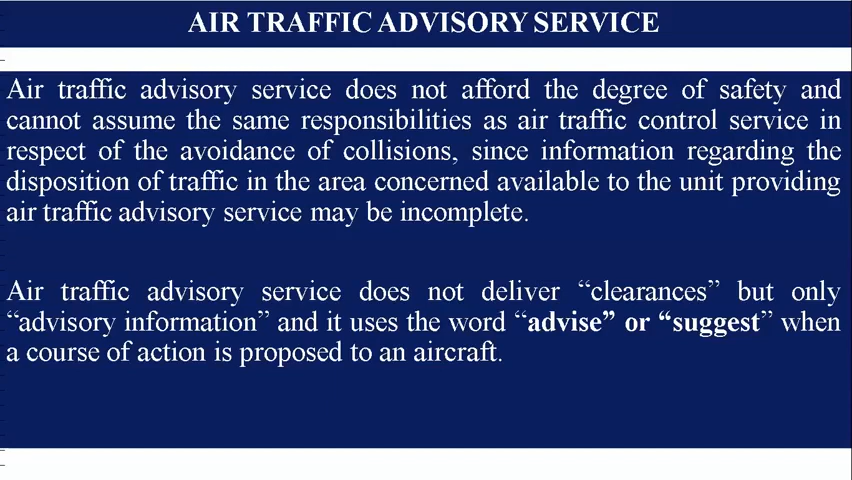 AIR TRAFFIC ADVISORY SERVICE
Air traffic advisory service does not afford the degree of safety and
cannot assume the same responsibilities as air traffic control service in
respect of the avoidance of collisions, since information regarding the
disposition of traffic in the area concerned available to the unit providing
air traffic advisory service may be incomplete.
Air traffic advisory service does not deliver “clearances” but only
“advisory information” and it uses the word “advise” or “suggest” when
a course of action is proposed to an aircraft.